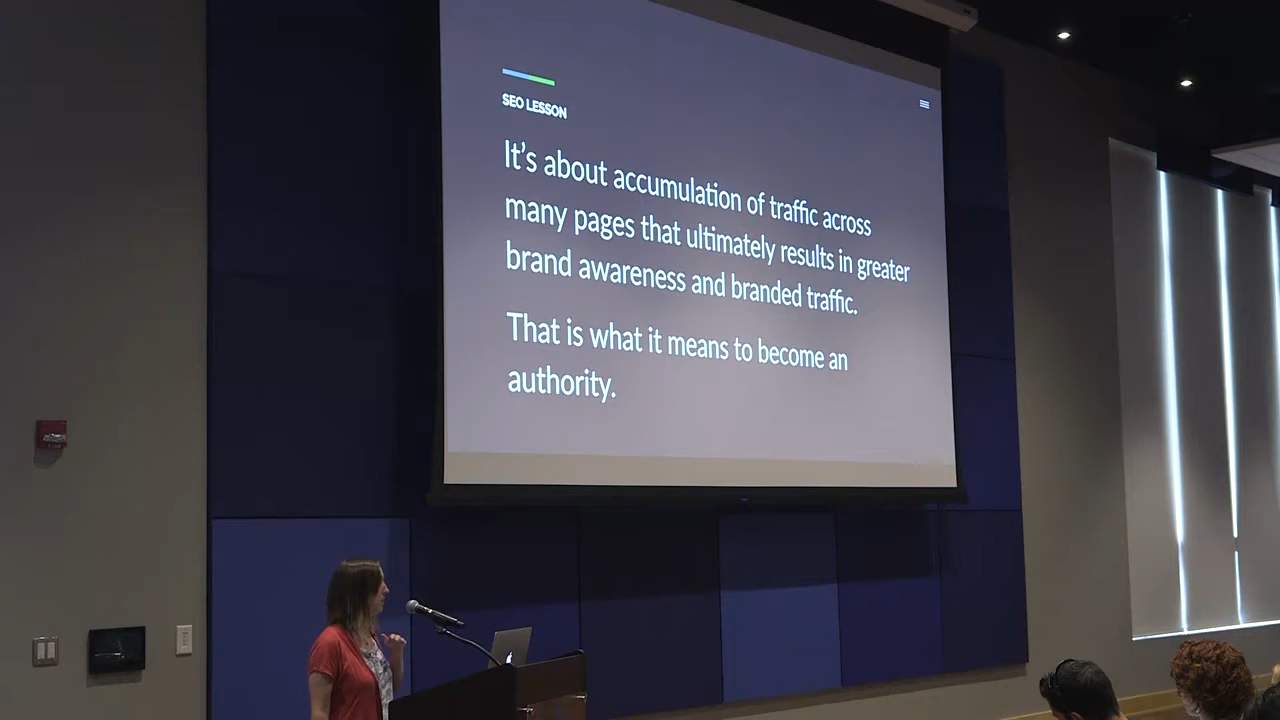 SEO LESSON
It's about accumulation of traffic across
many pages that ultimately results in greater
brand awareness and branded traffic.
That is what it means to become an
authority.